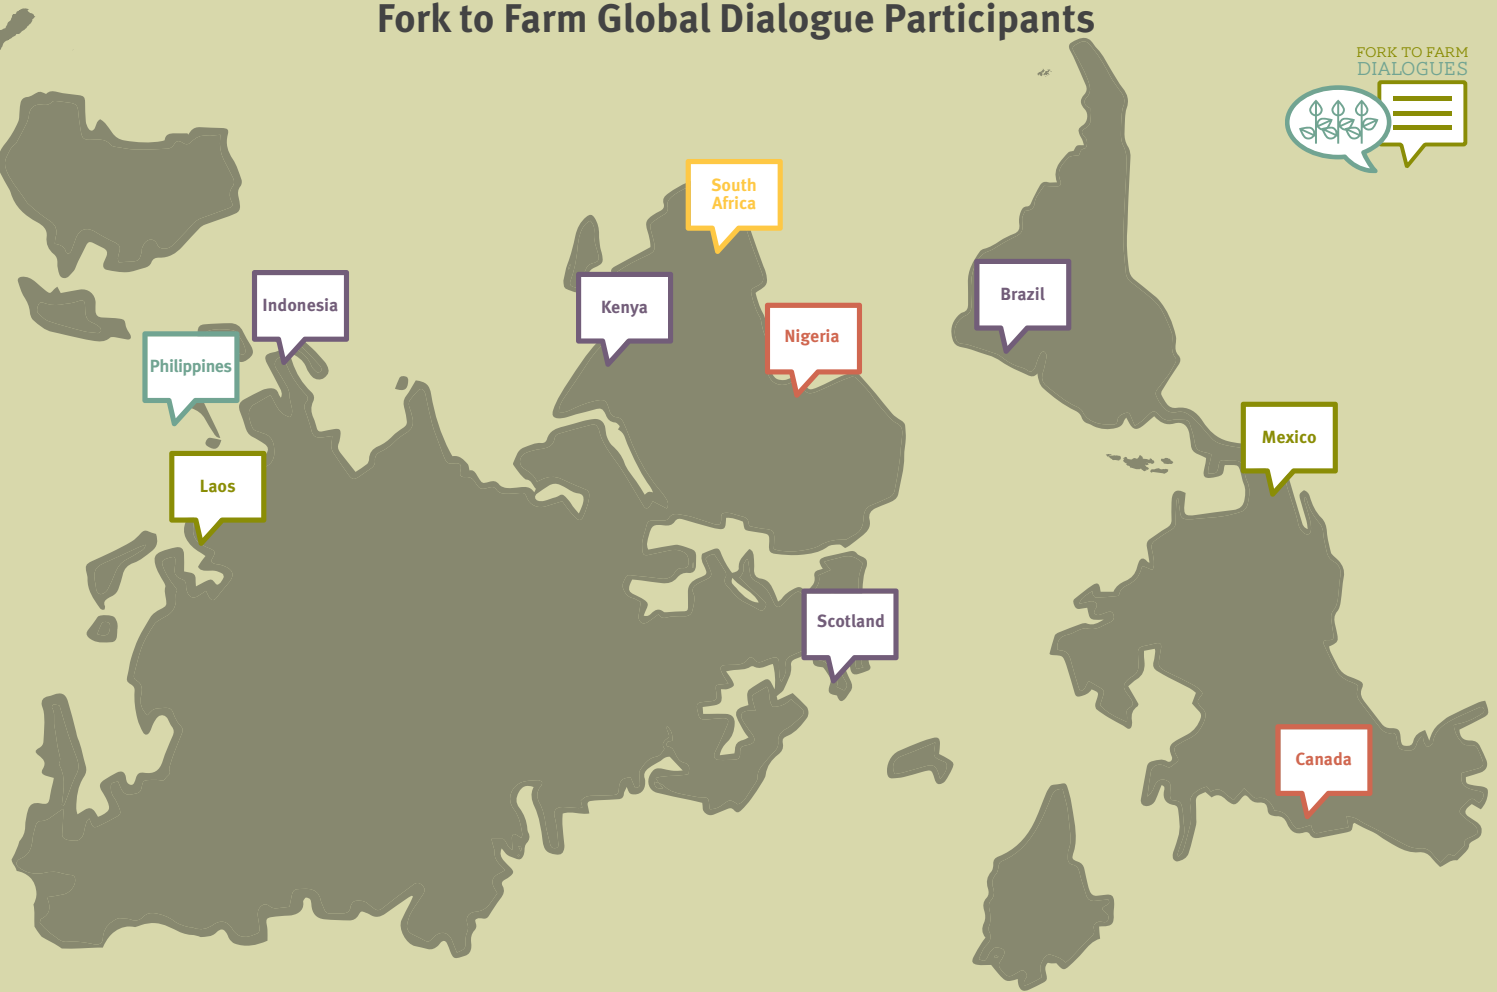 Fork to Farm Global Dialogue Participants
FORK TO FARM
DIALOGUES
South
Africa
Indonesia
Kenya
Brazil
Nigeria
Philippines
Mexico
Laos
Scotland
Canada